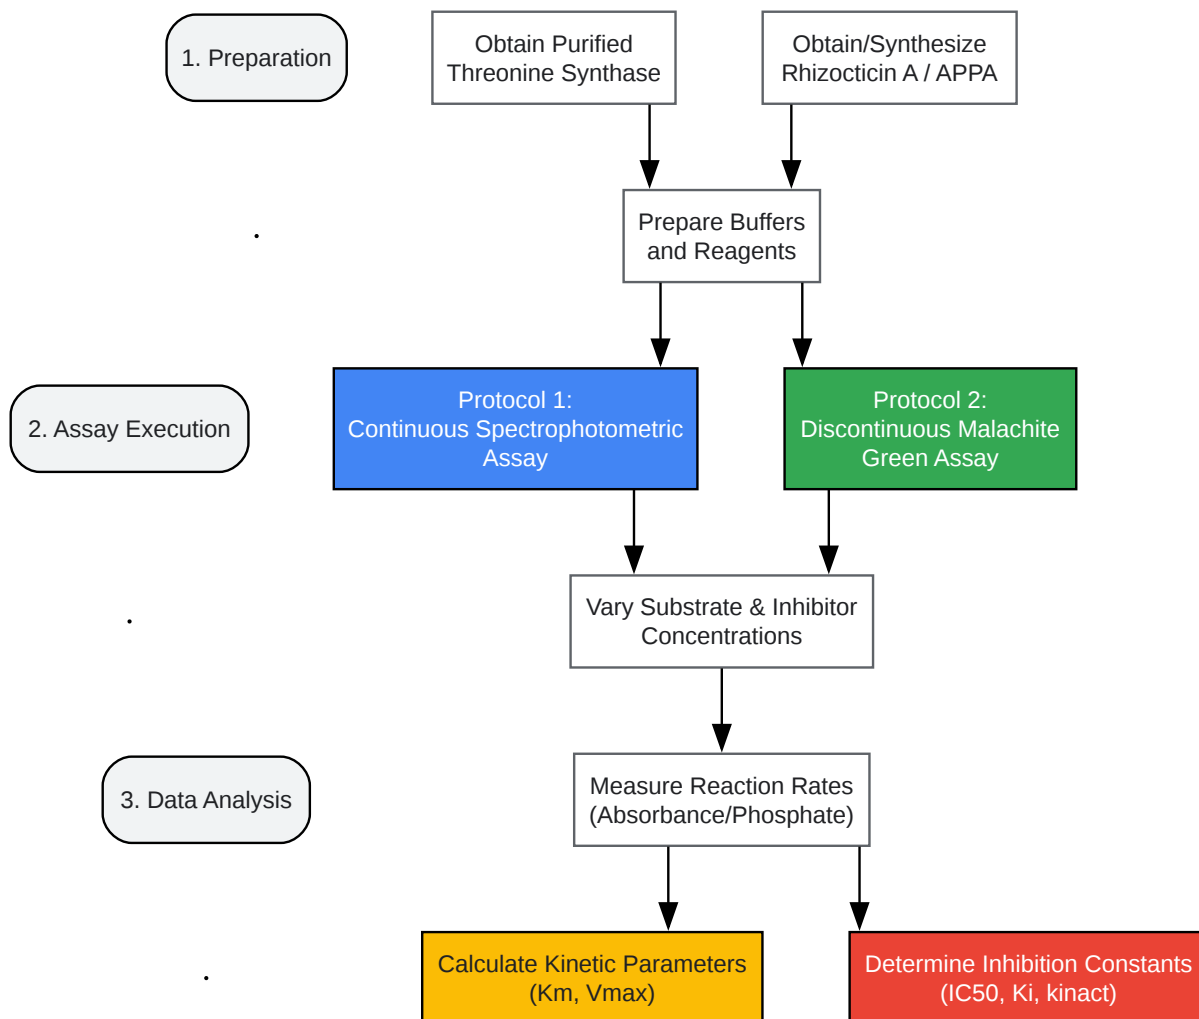 1. Preparation
Obtain Purified
Threonine Synthase
Obtain/Synthesize
Rhizocticin A / APPA
Prepare Buffers
and Reagents
2. Assay Execution
Protocol 1:
Continuous Spectrophotometric
Assay
Protocol 2:
Discontinuous Malachite
Green Assay
Vary Substrate & Inhibitor
Concentrations
3. Data Analysis
Measure Reaction Rates
(Absorbance/Phosphate)
Calculate Kinetic Parameters
(Km, Vmax)
Determine Inhibition Constants
(IC50, Ki, kinact)